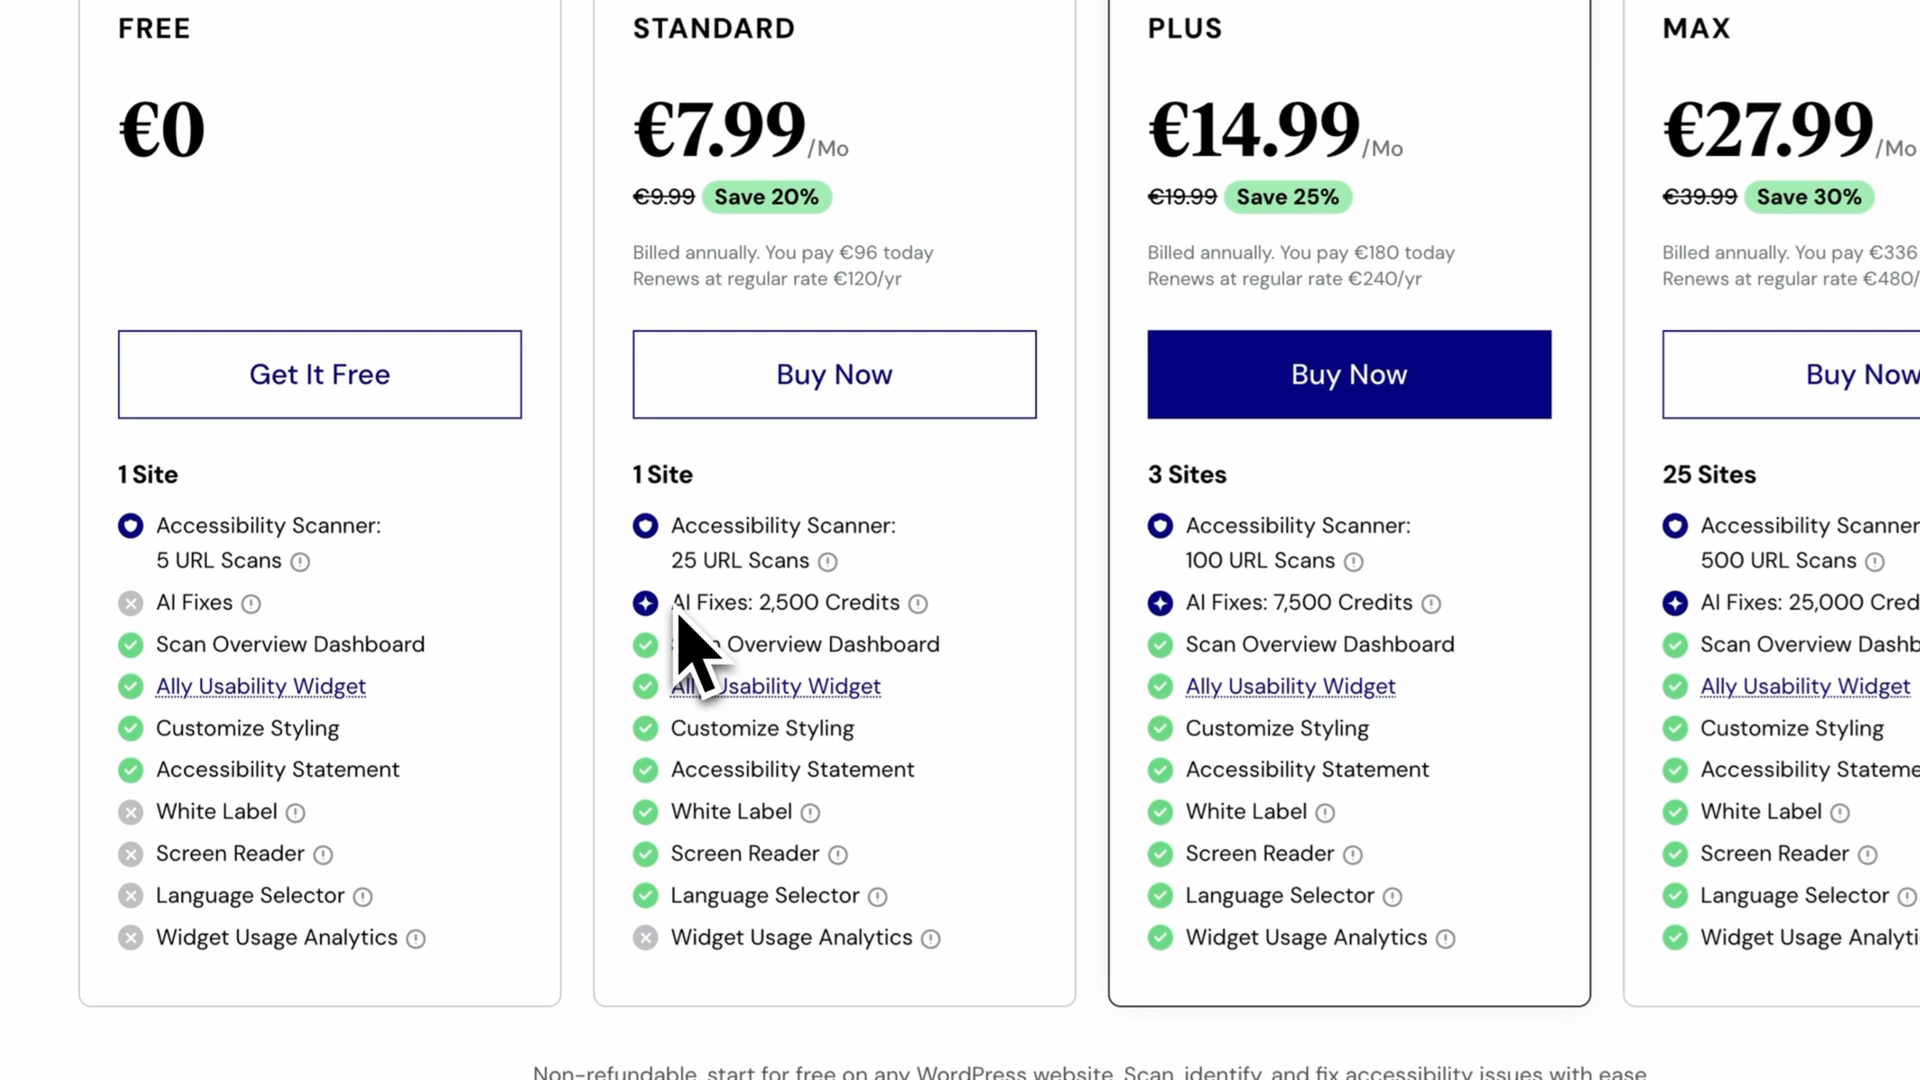 FREE
€0
Get It Free
1 Site
Accessibility Scanner:
5 URL Scans
AI Fixes
Scan Overview Dashboard
Ally Usability Widget
Customize Styling
Accessibility Statement
White Label
Screen Reader
Language Selector
Widget Usage Analytics
STANDARD
€7.99/Mo
€9.99 Save 20%
Billed annually. You pay €96 today
Renews at regular rate €120/yr
Buy Now
1 Site
Accessibility Scanner:
25 URL Scans
AI Fixes: 2,500 Credits
Overview Dashboard
Usability Widget
Customize Styling
Accessibility Statement
White Label
Screen Reader
Language Selector
Widget Usage Analytics
PLUS
€14.99/Mo
€19.99 Save 25%
Billed annually. You pay €180 today
Renews at regular rate €240/yr
Buy Now
3 Sites
Accessibility Scanner:
100 URL Scans
AI Fixes: 7,500 Credits
Scan Overview Dashboard
Ally Usability Widget
Customize Styling
Accessibility Statement
White Label
Screen Reader
Language Selector
Widget Usage Analytics
MAX
€27.99/Mo
€39.99 Save 30%
Billed annually. You pay €336
Renews at regular rate €480/
Buy Now
25 Sites
Accessibility Scanner
500 URL Scans
AI Fixes: 25,000 Cred
Scan Overview Dashb
Ally Usability Widget
Customize Styling
Accessibility Stateme
White Label
Screen Reader
Language Selector
Widget Usage Analyti
Non-refundable, start for free on any WordPress website. Scan, identify, and fix accessibility issues with ease